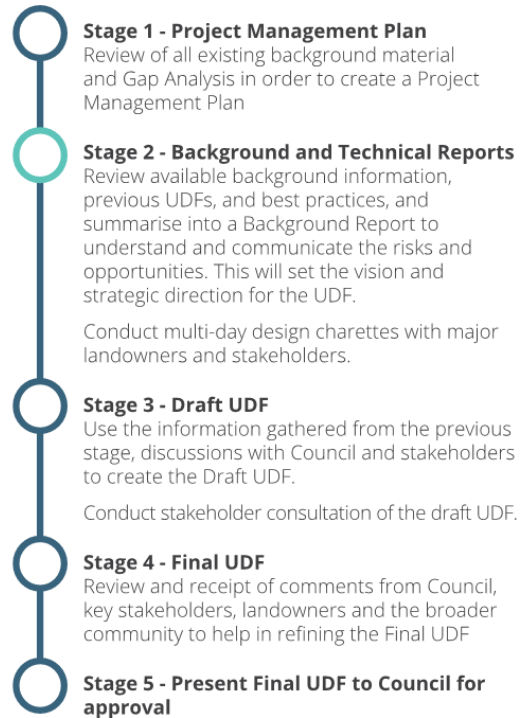 Stage 1 - Project Management Plan
Review of all existing background material
and Gap Analysis in order to create a Project
Management Plan
Stage 2 - Background and Technical Reports
Review available background information,
previous UDFs, and best practices, and
summarise into a Background Report to
understand and communicate the risks and
opportunities. This will set the vision and
strategic direction for the UDF.
Conduct multi-day design charettes with major
landowners and stakeholders.
Stage 3 - Draft UDF
Use the information gathered from the previous
stage, discussions with Council and stakeholders
to create the Draft UDF.
Conduct stakeholder consultation of the draft UDF.
Stage 4 - Final UDF
Review and receipt of comments from Council,
key stakeholders, landowners and the broader
community to help in refining the Final UDF
Stage 5 - Present Final UDF to Council for
approval